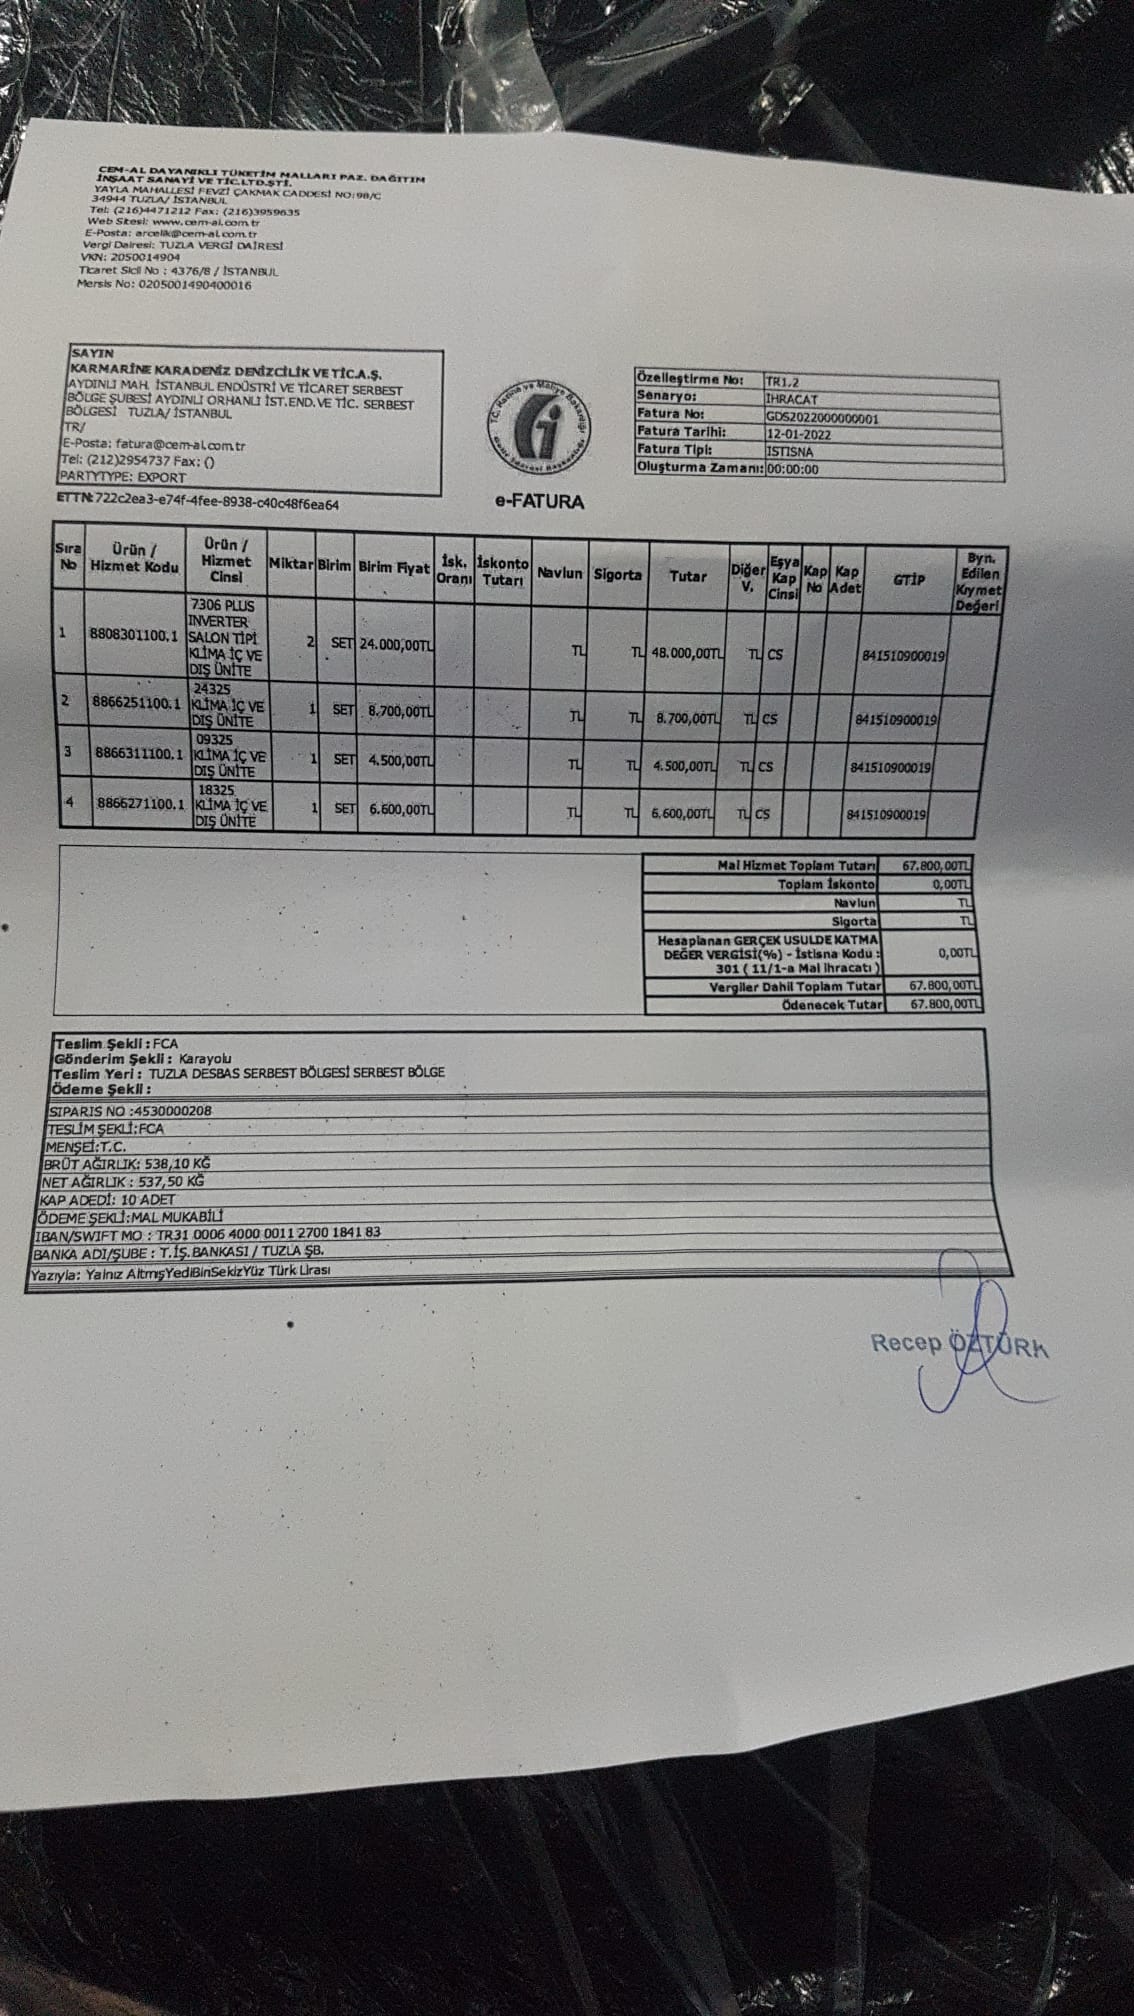 CEM-AL DAYANIKLI TÜKETİM MALLARI PAZ. DAĞITIM
İNŞAAT SANAYİ VE TİC.LTD.ŞTİ.
YAYLA MAHALLESİ FEVZİ ÇAKMAK CADDESİ NO:98/C
34944 TUZLA/ İSTANBUL
Tel: (216)4471212 Fax: (216)3959635
Web Sitesi: www.cem-al.com.tr
E-Posta: arcelik@cem-al.com.tr
Vergi Dairesi: TUZLA VERGİ DAİRESİ
VKN: 2050014904
Ticaret Sicil No : 4376/8 / İSTANBUL
Mersis No: 0205001490400016
SAYIN
KARMARİNE KARADENİZ DENİZCİLİK VE TİC.A.Ş.
AYDINLI MAH. İSTANBUL ENDÜSTRİ VE TİCARET SERBEST
BÖLGE ŞUBESİ AYDINLI ORHANLI İST.END.VE TİC. SERBEST
BÖLGESİ TUZLA/ İSTANBUL
TR/
E-Posta: fatura@cem-al.com.tr
Tel: (212)2954737 Fax: ()
PARTYTYPE: EXPORT
ETTN: 722c2ea3-e74f-4fee-8938-c40c48f6ea64
T.C. Hazine ve Maliye Bakanlığı
Gelir İdaresi Başkanlığı
e-FATURA
Özelleştirme No: TR1.2
Senaryo: IHRACAT
Fatura No: GDS2022000000001
Fatura Tarihi: 12-01-2022
Fatura Tipi: ISTISNA
Oluşturma Zamanı: 00:00:00
Sıra No Ürün / Hizmet Kodu Ürün / Hizmet Cinsi Miktar Birim Birim Fiyat İsk. Oranı İskonto Tutarı Navlun Sigorta Tutar Diğer V. Eşya Kap Cinsi Kap No Kap Adet GTİP Byn. Edilen Kıymet Değeri
1 8808301100.1 7306 PLUS INVERTER SALON TİPİ KLİMA İÇ VE DIŞ ÜNİTE 2 SET 24.000,00TL TL TL 48.000,00TL TL CS 841510900019
2 8866251100.1 24325 KLİMA İÇ VE DIŞ ÜNİTE 1 SET 8.700,00TL TL TL 8.700,00TL TL CS 841510900019
3 8866311100.1 09325 KLİMA İÇ VE DIŞ ÜNİTE 1 SET 4.500,00TL TL TL 4.500,00TL TL CS 841510900019
4 8866271100.1 18325 KLİMA İÇ VE DIŞ ÜNİTE 1 SET 6.600,00TL TL TL 6.600,00TL TL CS 841510900019
Mal Hizmet Toplam Tutarı 67.800,00TL
Toplam İskonto 0,00TL
Navlun TL
Sigorta TL
Hesaplanan GERÇEK USULDE KATMA
DEĞER VERGİSİ(%) - İstisna Kodu : 0,00TL
301 ( 11/1-a Mal ihracatı )
Vergiler Dahil Toplam Tutar 67.800,00TL
Ödenecek Tutar 67.800,00TL
Teslim Şekli : FCA
Gönderim Şekli : Karayolu
Teslim Yeri : TUZLA DESBAS SERBEST BÖLGESİ SERBEST BÖLGE
Ödeme Şekli :
SIPARIS NO :4530000208
TESLİM ŞEKLİ:FCA
MENŞEİ:T.C.
BRÜT AĞIRLIK: 538,10 KĞ
NET AĞIRLIK : 537,50 KĞ
KAP ADEDİ: 10 ADET
ÖDEME ŞEKLİ:MAL MUKABİLİ
IBAN/SWIFT MO : TR31 0006 4000 0011 2700 1841 83
BANKA ADI/ŞUBE : T.İŞ.BANKASI / TUZLA ŞB.
Yazıyla: Yalnız AltmışYediBinSekizYüz Türk Lirası
Recep ÖZTÜRK